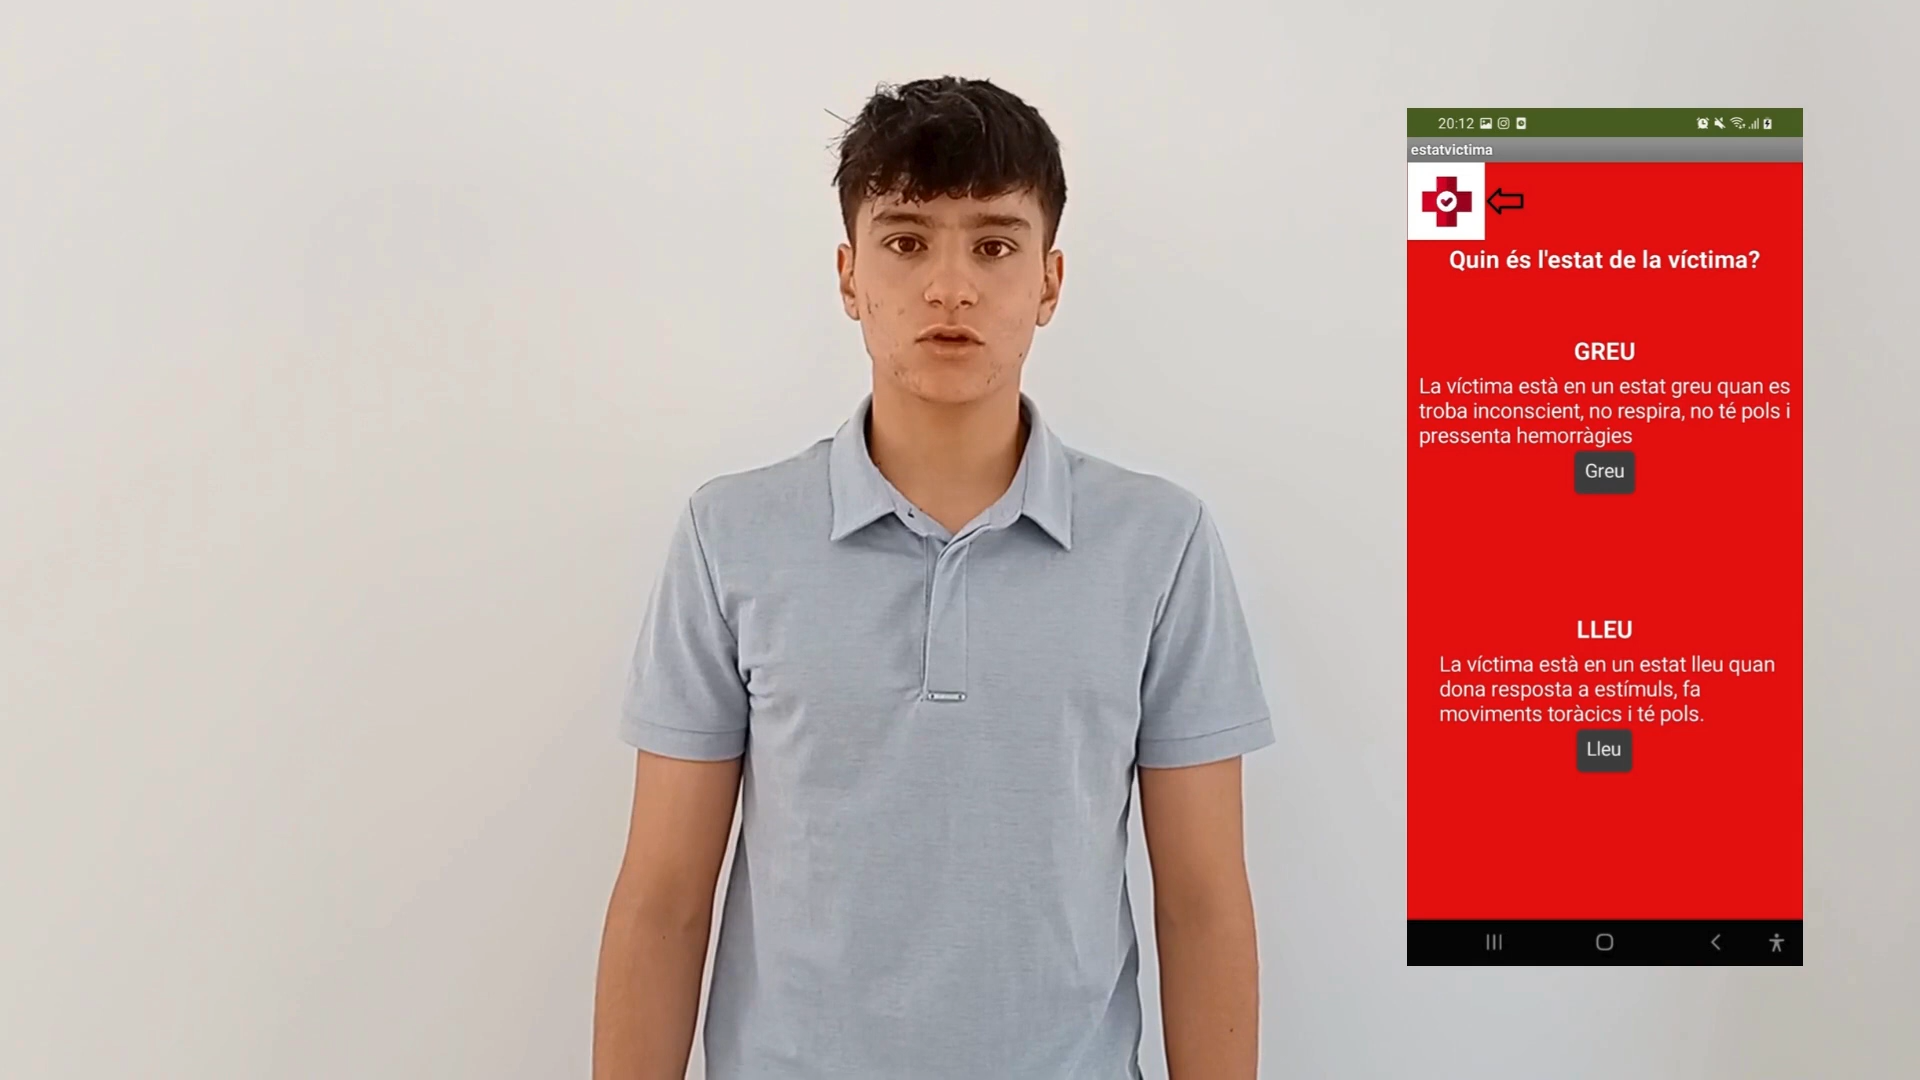 20:12
estatvictima
Quin és l'estat de la víctima?
GREU
La víctima està en un estat greu quan es
troba inconscient, no respira, no té pols i
pressenta hemorràgies
Greu
LLEU
La víctima està en un estat lleu quan
dona resposta a estímuls, fa
moviments toràcics i té pols.
Lleu